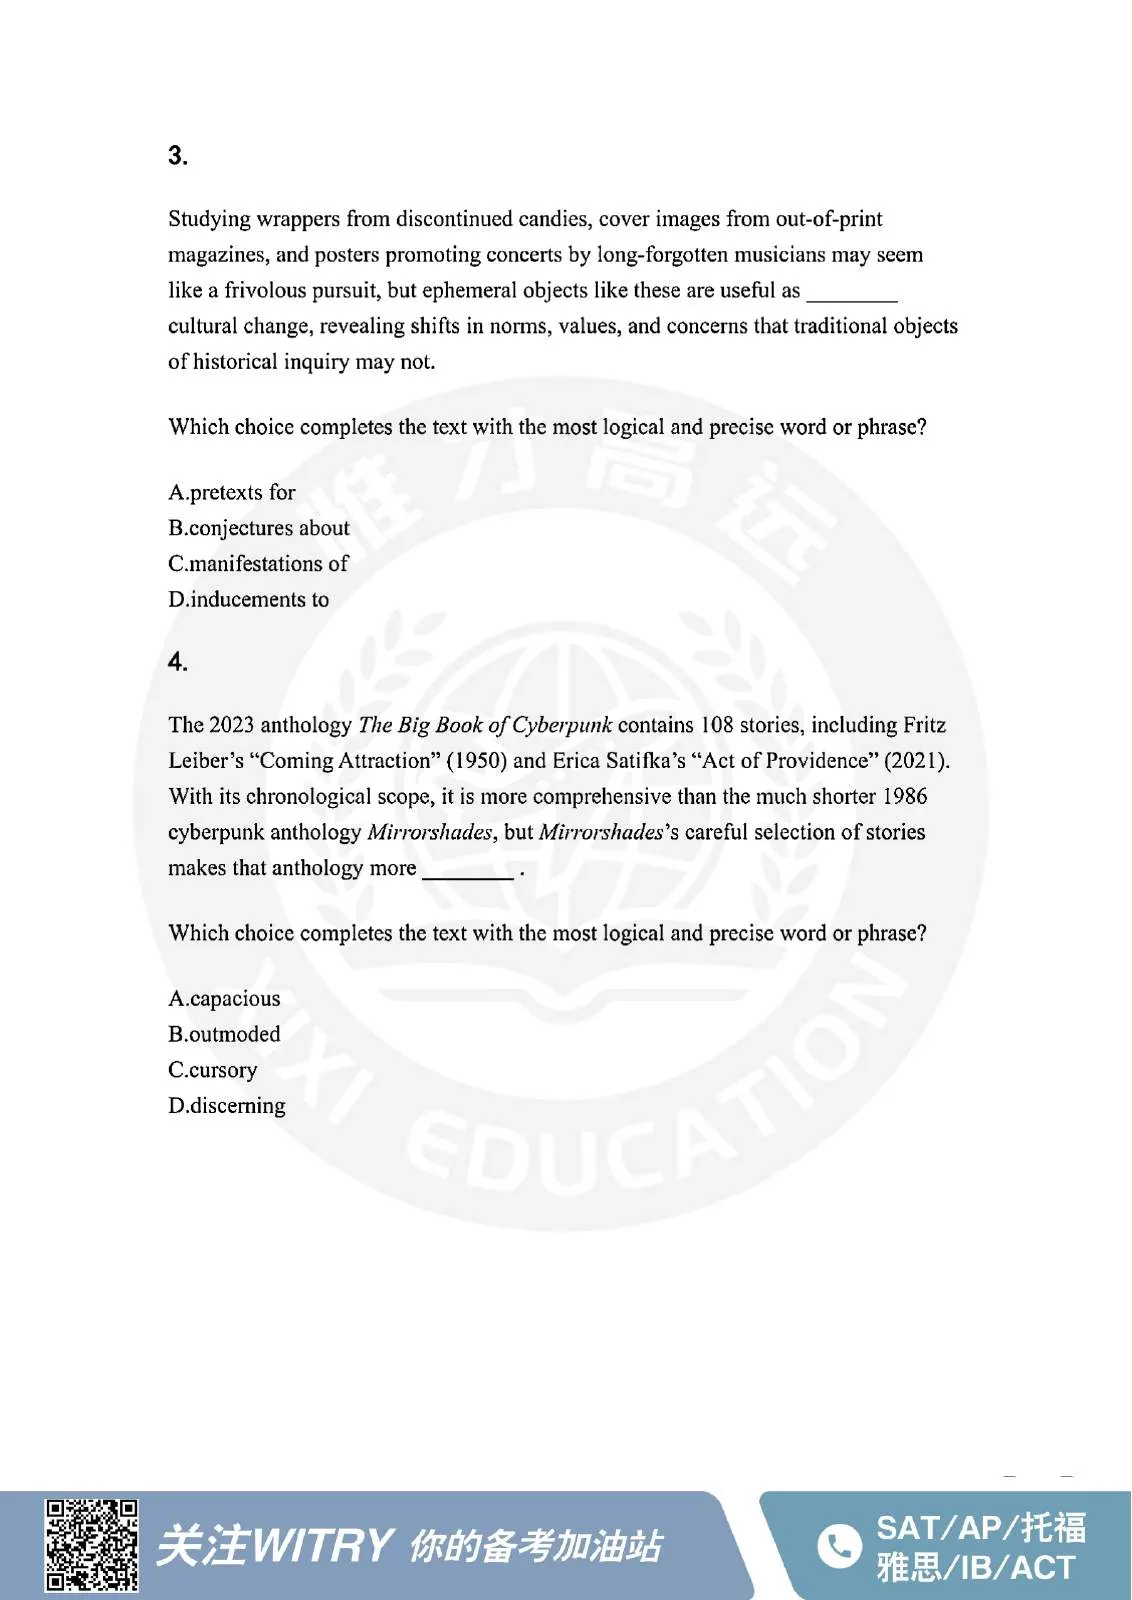 3.
Studying wrappers from discontinued candies, cover images from out-of-print
magazines, and posters promoting concerts by long-forgotten musicians may seem
like a frivolous pursuit, but ephemeral objects like these are useful as ________
cultural change, revealing shifts in norms, values, and concerns that traditional objects
of historical inquiry may not.
Which choice completes the text with the most logical and precise word or phrase?
A.pretexts for
B.conjectures about
C.manifestations of
D.inducements to
4.
The 2023 anthology The Big Book of Cyberpunk contains 108 stories, including Fritz
Leiber’s “Coming Attraction” (1950) and Erica Satifka’s “Act of Providence” (2021).
With its chronological scope, it is more comprehensive than the much shorter 1986
cyberpunk anthology Mirrorshades, but Mirrorshades’s careful selection of stories
makes that anthology more ________ .
Which choice completes the text with the most logical and precise word or phrase?
A.capacious
B.outmoded
C.cursory
D.discerning
雅力高远
YIXI EDUCATION
关注WITRY 你的备考加油站
SAT/AP/托福
雅思/IB/ACT